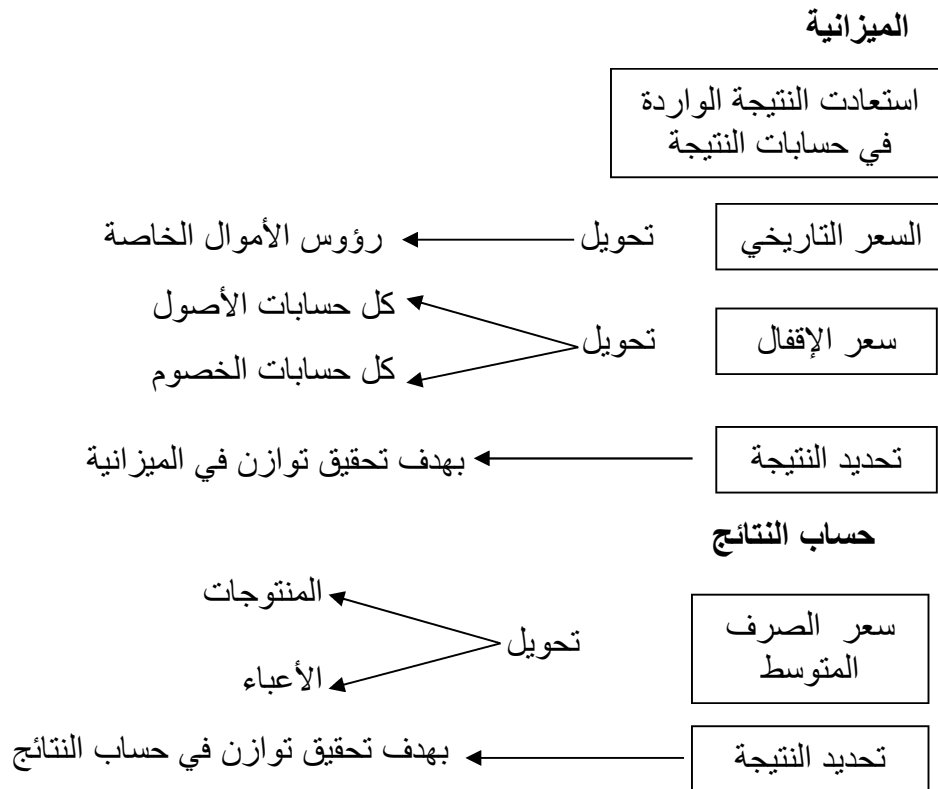 الميزانية
استعادت النتيجة الواردة
في حسابات النتيجة
السعر التاريخي
تحويل
رؤوس الأموال الخاصة
سعر الإقفال
تحويل
كل حسابات الأصول
كل حسابات الخصوم
تحديد النتيجة
بهدف تحقيق توازن في الميزانية
حساب النتائج
سعر الصرف
المتوسط
تحويل
المنتوجات
الأعباء
تحديد النتيجة
بهدف تحقيق توازن في حساب النتائج